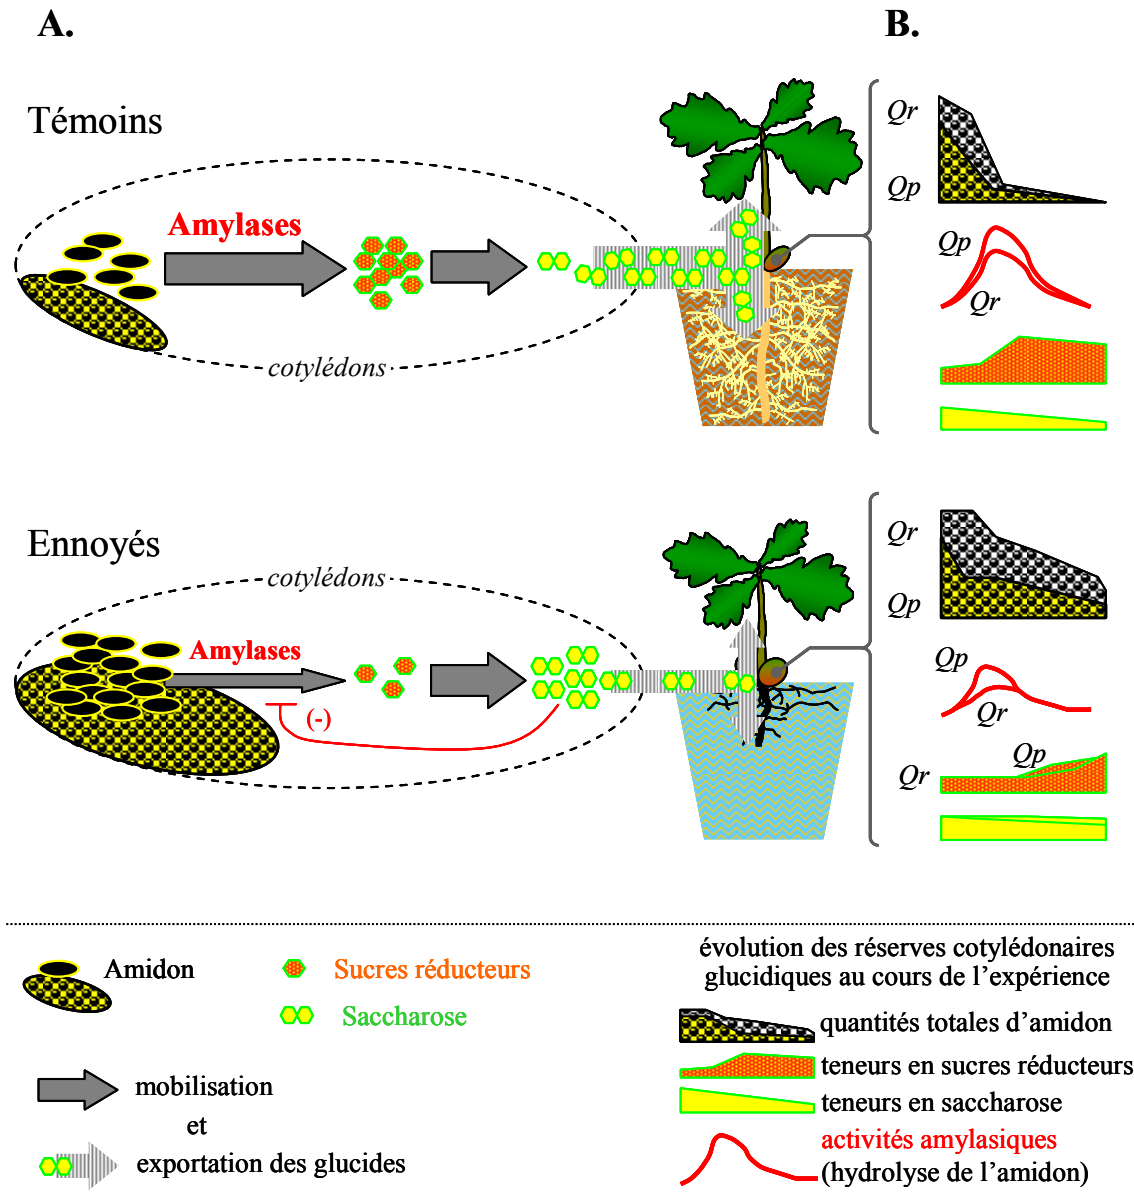 A.
B.
Témoins
Amylases
cotylédons
Qr
Qp
Qp
Qr
Ennoyés
cotylédons
Amylases
(-)
Qr
Qp
Qp
Qr
Qp
Qr
Amidon
Sucres réducteurs
Saccharose
mobilisation
et
exportation des glucides
évolution des réserves cotylédonaires
glucidiques au cours de l’expérience
quantités totales d’amidon
teneurs en sucres réducteurs
teneurs en saccharose
activités amylasiques
(hydrolyse de l’amidon)